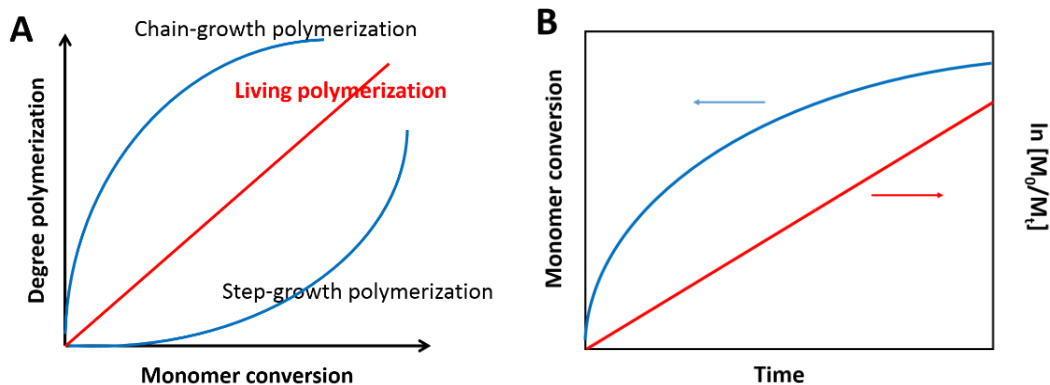 A
Chain-growth polymerization
Living polymerization
Step-growth polymerization
Degree polymerization
Monomer conversion
B
Monomer conversion
ln [M₀/Mₜ]
Time